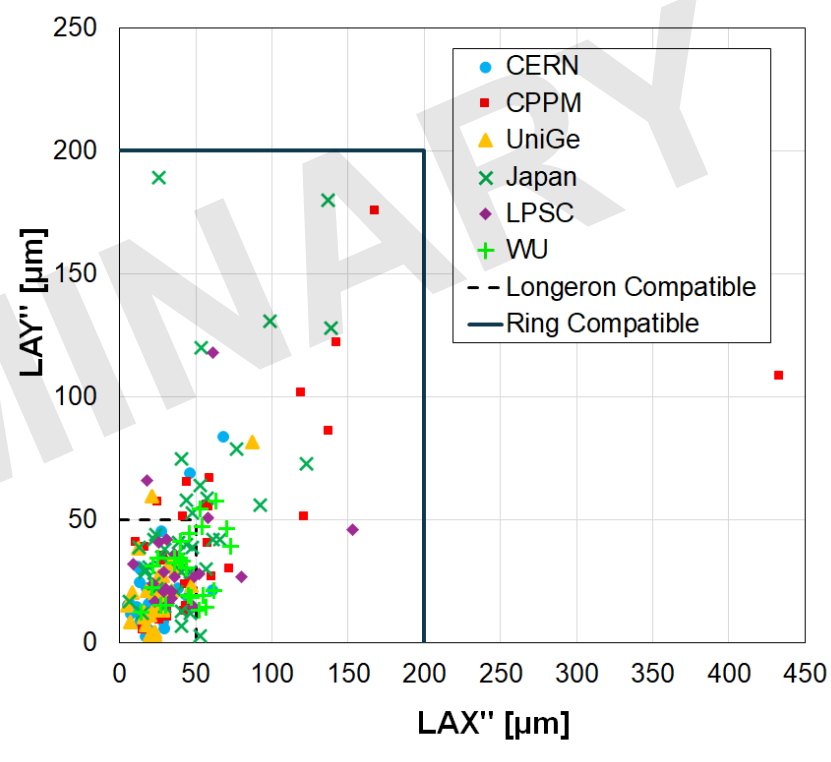 MINARY
250
200
150
100
50
0
LAY'' [µm]
CERN
CPPM
UniGe
Japan
LPSC
WU
Longeron Compatible
Ring Compatible
0 50 100 150 200 250 300 350 400 450
LAX'' [µm]